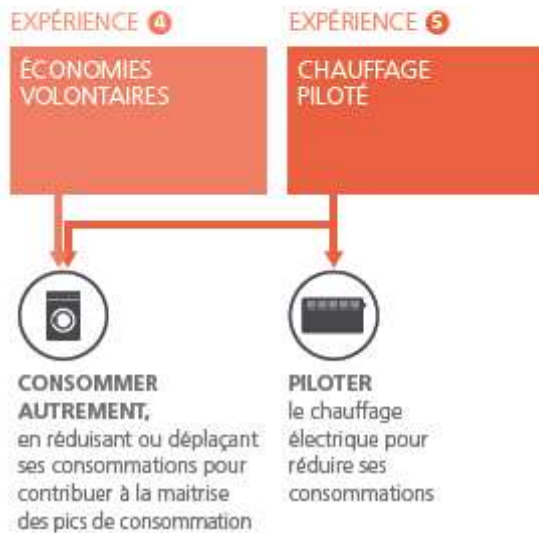 EXPÉRIENCE 4
ÉCONOMIES
VOLONTAIRES
CONSOMMER
AUTREMENT,
en réduisant ou déplaçant
ses consommations pour
contribuer à la maitrise
des pics de consommation
EXPÉRIENCE 5
CHAUFFAGE
PILOTÉ
PILOTER
le chauffage
électrique pour
réduire ses
consommations